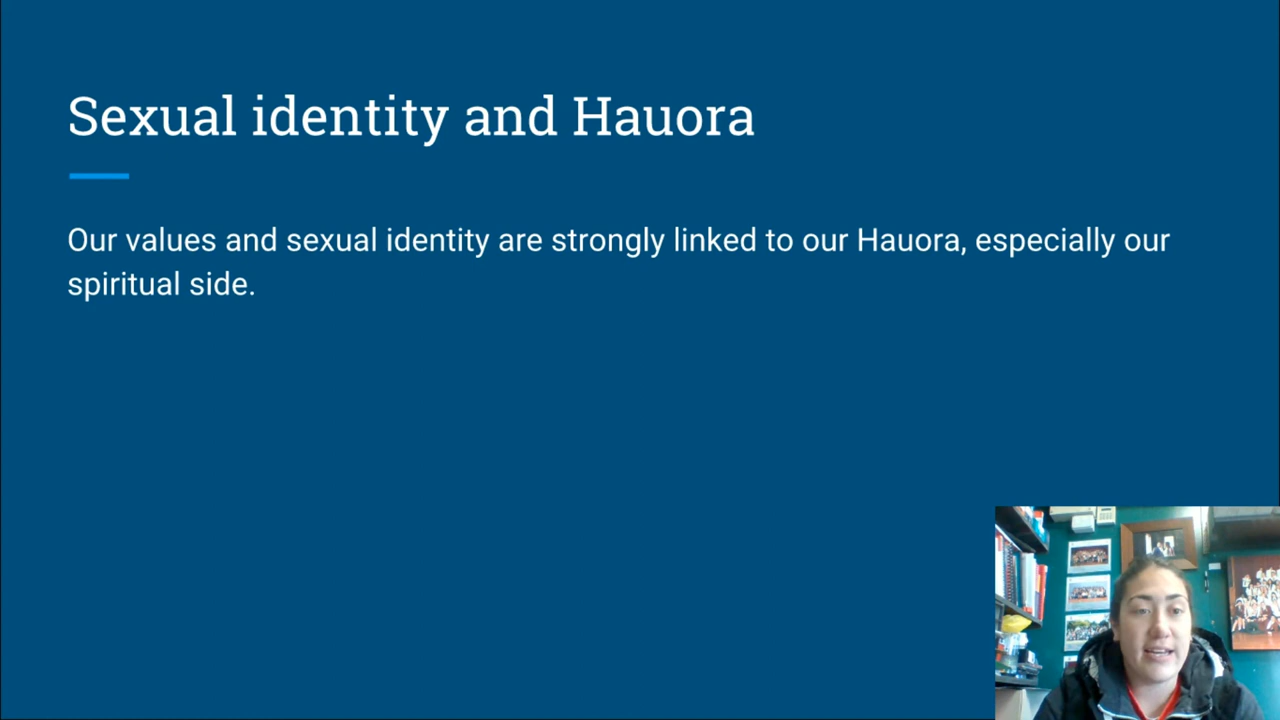 Sexual identity and Hauora
Our values and sexual identity are strongly linked to our Hauora, especially our
spiritual side.